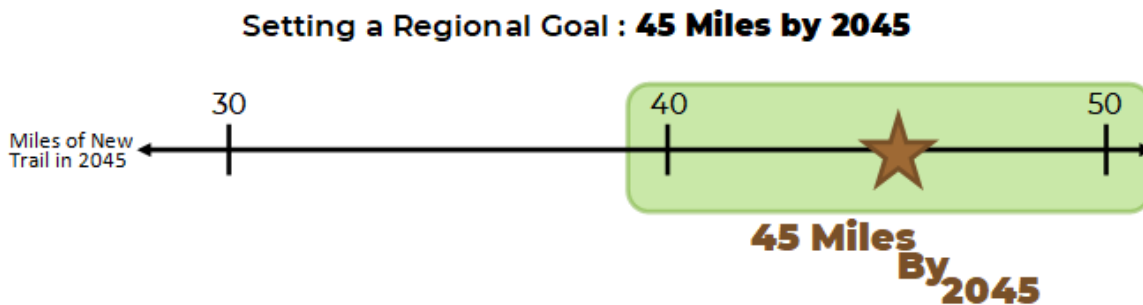 Setting a Regional Goal : 45 Miles by 2045
30 40 50
Miles of New
Trail in 2045
45 Miles
By
2045